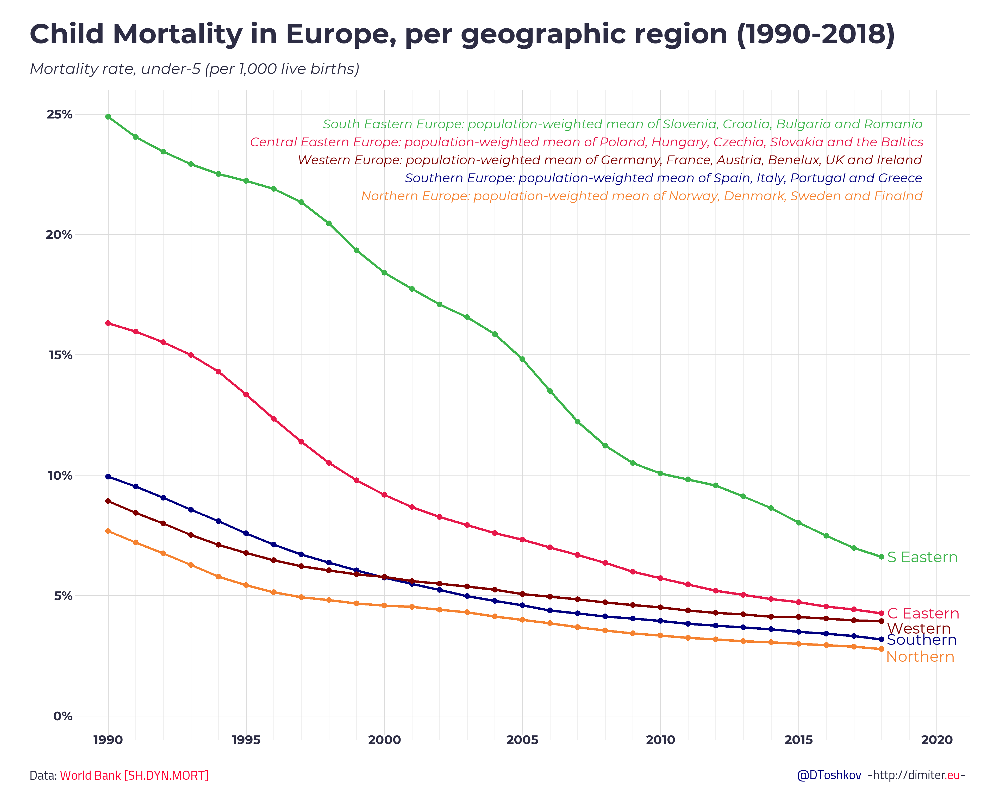 Child Mortality in Europe, per geographic region (1990-2018)
Mortality rate, under-5 (per 1,000 live births)
25%
South Eastern Europe: population-weighted mean of Slovenia, Croatia, Bulgaria and Romania
Central Eastern Europe: population-weighted mean of Poland, Hungary, Czechia, Slovakia and the Baltics
Western Europe: population-weighted mean of Germany, France, Austria, Benelux, UK and Ireland
Southern Europe: population-weighted mean of Spain, Italy, Portugal and Greece
Northern Europe: population-weighted mean of Norway, Denmark, Sweden and Finalnd
20%
15%
10%
S Eastern
5%
C Eastern
Western
Southern
Northern
0%
1990 1995 2000 2005 2010 2015 2020
Data: World Bank [SH.DYN.MORT]
@DToshkov -http://dimiter.eu-